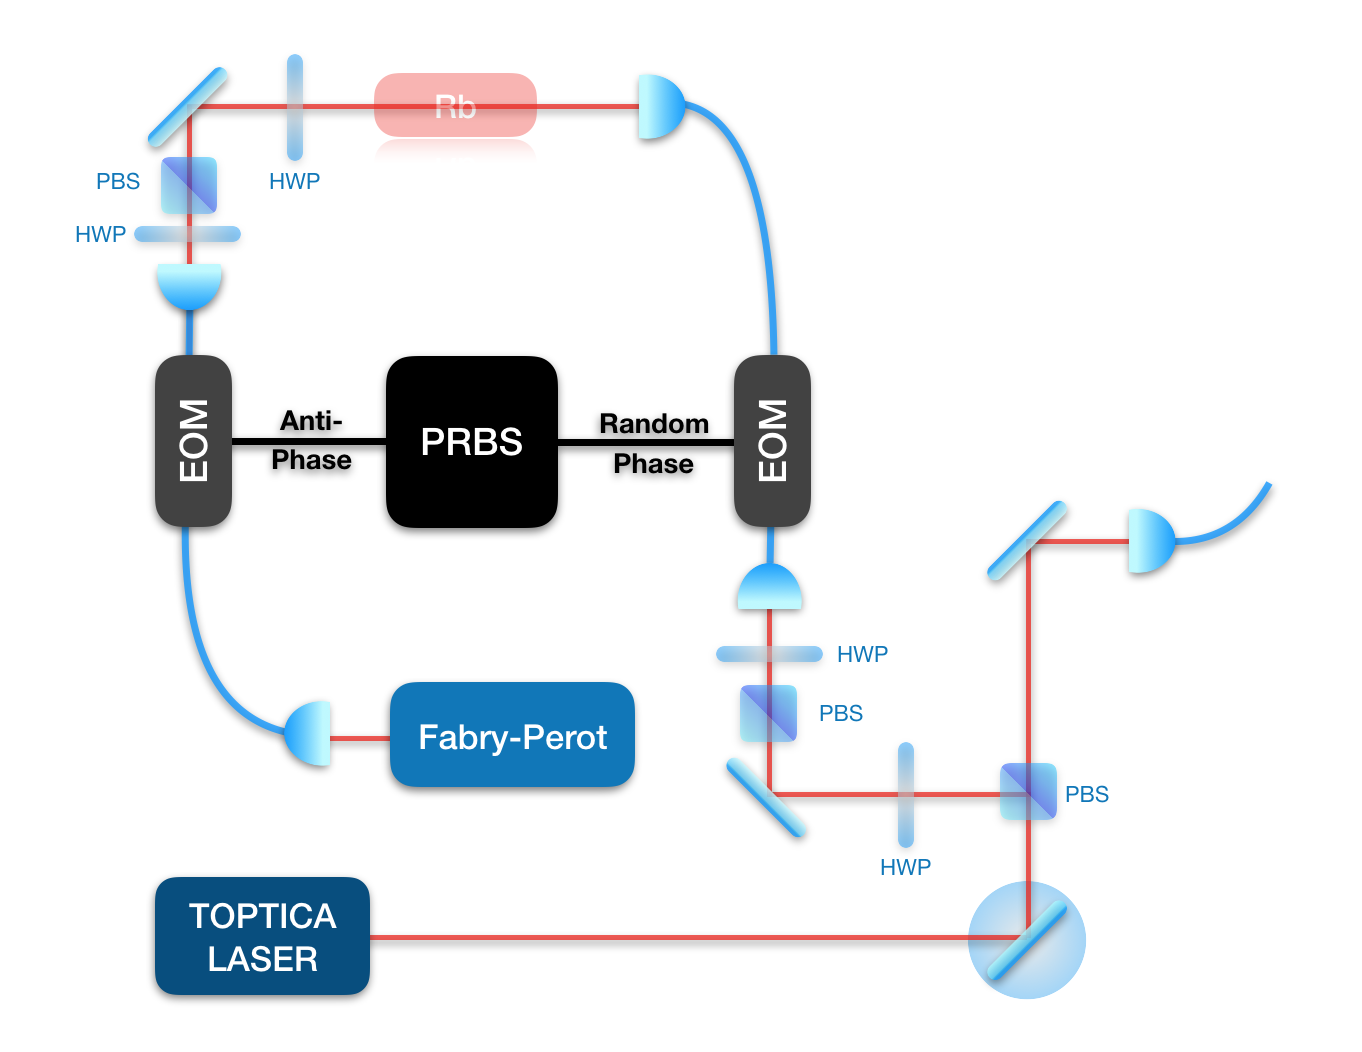 Rb
PBS
HWP
HWP
EOM
Anti-
Phase
PRBS
Random
Phase
EOM
HWP
PBS
Fabry-Perot
PBS
HWP
TOPTICA
LASER